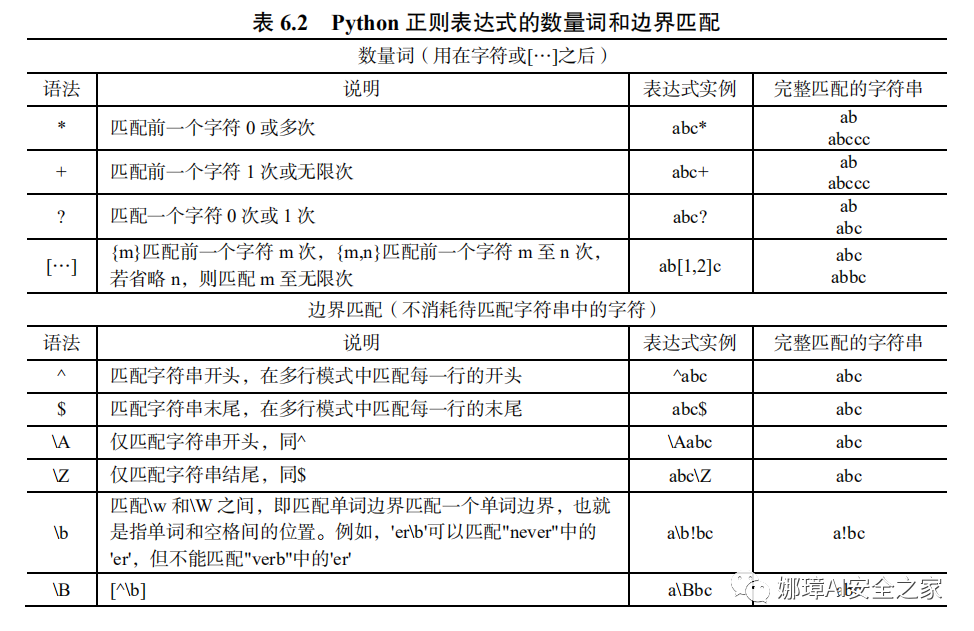 表 6.2 Python 正则表达式的数量词和边界匹配
数量词（用在字符或[…]之后）
语法 说明 表达式实例 完整匹配的字符串
* 匹配前一个字符 0 或多次 abc* ab
abccc
+ 匹配前一个字符 1 次或无限次 abc+ ab
abccc
? 匹配一个字符 0 次或 1 次 abc? ab
abc
[…] {m}匹配前一个字符 m 次，{m,n}匹配前一个字符 m 至 n 次， ab[1,2]c abc
若省略 n，则匹配 m 至无限次 abbc
边界匹配（不消耗待匹配字符串中的字符）
语法 说明 表达式实例 完整匹配的字符串
^ 匹配字符串开头，在多行模式中匹配每一行的开头 ^abc abc
$ 匹配字符串末尾，在多行模式中匹配每一行的末尾 abc$ abc
\A 仅匹配字符串开头，同^ \Aabc abc
\Z 仅匹配字符串结尾，同$ abc\Z abc
匹配\w 和\W 之间，即匹配单词边界匹配一个单词边界，也就
\b 是指单词和空格间的位置。例如，'er\b'可以匹配"never"中的 a\b!bc a!bc
'er'，但不能匹配"verb"中的'er'
\B [^\b] a\Bbc abc
娜璋AI安全之家